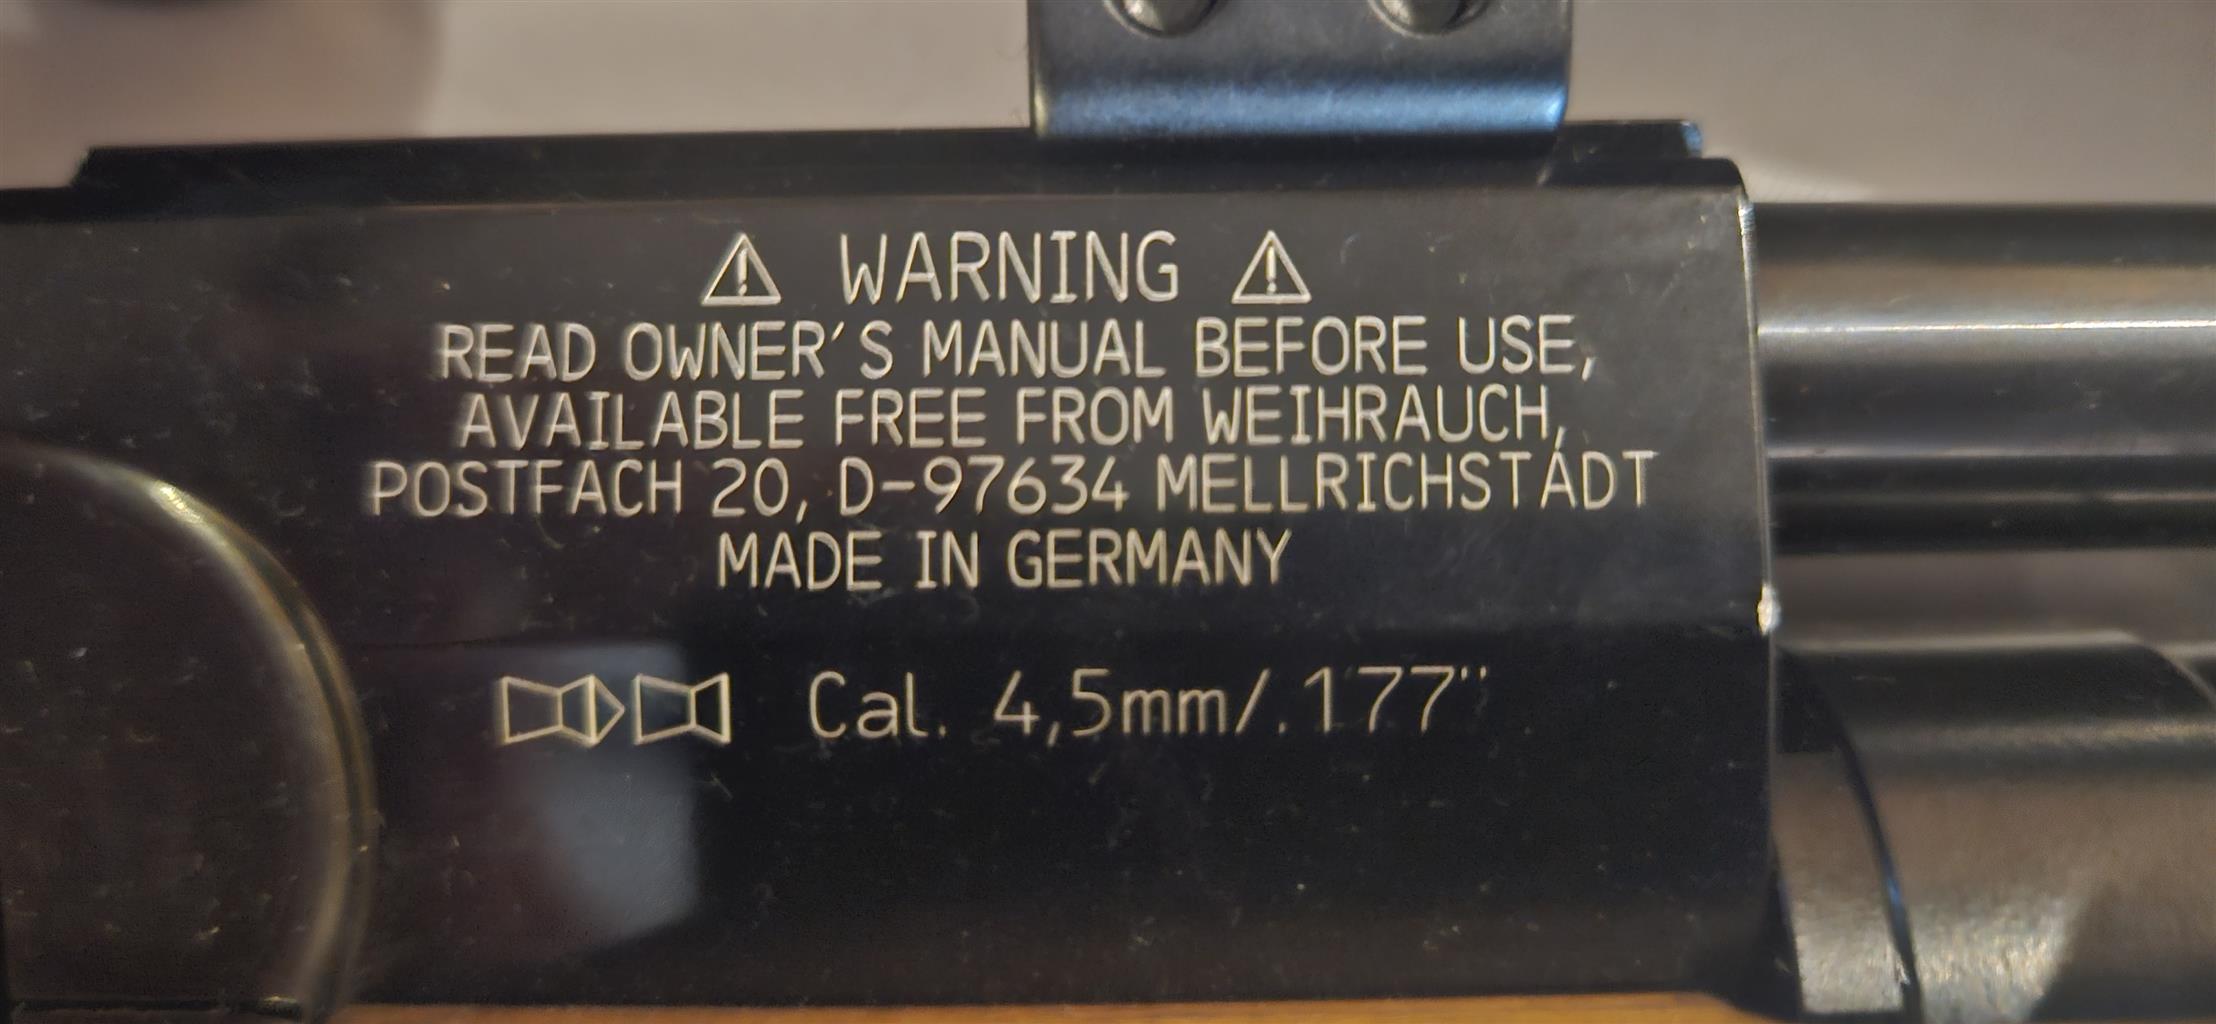 ⚠ WARNING ⚠
READ OWNER'S MANUAL BEFORE USE,
AVAILABLE FREE FROM WEIHRAUCH,
POSTFACH 20, D-97634 MELLRICHSTADT
MADE IN GERMANY
Cal. 4,5mm/.177"